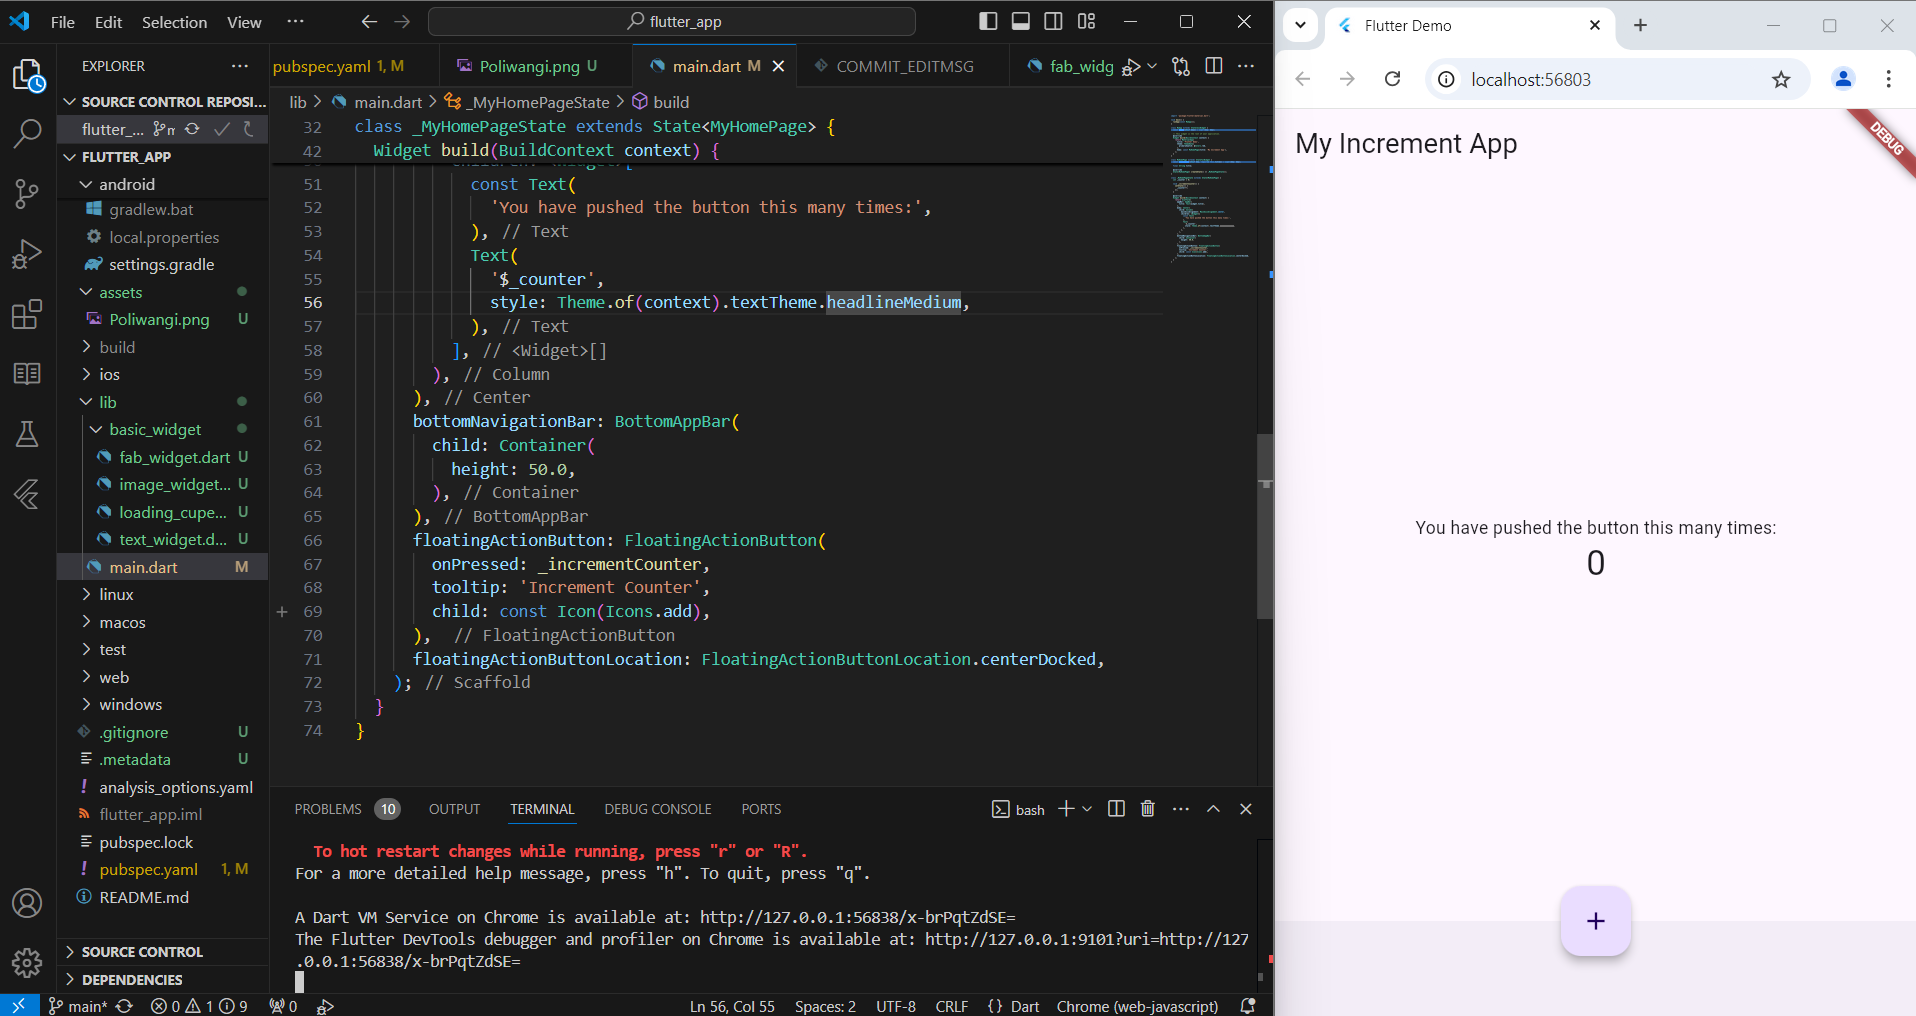 File Edit Selection View ··· flutter_app
EXPLORER ···
SOURCE CONTROL REPOSI...
flutter_...
FLUTTER_APP
android
gradlew.bat
local.properties
settings.gradle
assets
Poliwangi.png U
build
ios
lib
basic_widget
fab_widget.dart U
image_widget... U
loading_cupe... U
text_widget.d... U
main.dart M
linux
macos
test
web
windows
.gitignore U
.metadata U
analysis_options.yaml
flutter_app.iml
pubspec.lock
pubspec.yaml 1, M
README.md
SOURCE CONTROL
DEPENDENCIES
pubspec.yaml 1, M Poliwangi.png U main.dart M COMMIT_EDITMSG fab_widg
lib > main.dart > _MyHomePageState > build
32 class _MyHomePageState extends State<MyHomePage> {
42 Widget build(BuildContext context) {
51 const Text(
52 'You have pushed the button this many times:',
53 ), // Text
54 Text(
55 '$_counter',
56 style: Theme.of(context).textTheme.headlineMedium,
57 ), // Text
58 ], // <Widget>[]
59 ), // Column
60 ), // Center
61 bottomNavigationBar: BottomAppBar(
62 child: Container(
63 height: 50.0,
64 ), // Container
65 ), // BottomAppBar
66 floatingActionButton: FloatingActionButton(
67 onPressed: _incrementCounter,
68 tooltip: 'Increment Counter',
69 child: const Icon(Icons.add),
70 ), // FloatingActionButton
71 floatingActionButtonLocation: FloatingActionButtonLocation.centerDocked,
72 ); // Scaffold
73 }
74 }
PROBLEMS 10 OUTPUT TERMINAL DEBUG CONSOLE PORTS bash
To hot restart changes while running, press "r" or "R".
For a more detailed help message, press "h". To quit, press "q".
A Dart VM Service on Chrome is available at: http://127.0.0.1:56838/x-brPqtZdSE=
The Flutter DevTools debugger and profiler on Chrome is available at: http://127.0.0.1:9101?uri=http://127
.0.0.1:56838/x-brPqtZdSE=
main* 0 1 9 0 Ln 56, Col 55 Spaces: 2 UTF-8 CRLF {} Dart Chrome (web-javascript)
Flutter Demo
localhost:56803
DEBUG
My Increment App
You have pushed the button this many times:
0
+